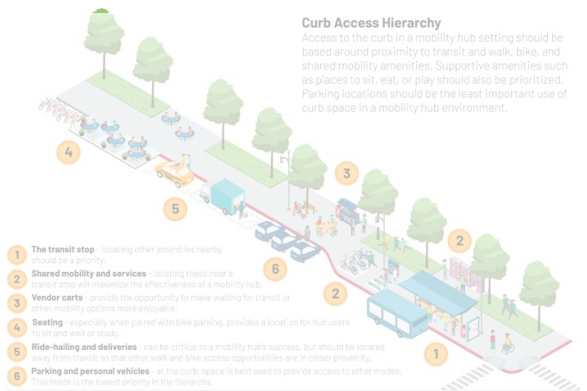 Curb Access Hierarchy
Access to the curb in a mobility hub setting should be
based around proximity to transit and walk, bike, and
shared mobility amenities. Supportive amenities such
as places to sit, eat, or play should also be prioritized.
Parking locations should be the least important use of
curb space in a mobility hub environment.
3
4
5
2
6
2
1
1 The transit stop - locating other amenities nearby
should be a priority.
2 Shared mobility and services - locating these near a
transit stop will maximize the effectiveness of a mobility hub.
3 Vendor carts - provide the opportunity to make waiting for transit or
other mobility options more enjoyable.
4 Seating - especially when paired with bike parking, provides a location for hub users
to sit and wait or study.
5 Ride-hailing and deliveries - can be critical to a mobility hub's success, but should be located
away from transit so that other walk and bike access opportunities are in closer proximity.
6 Parking and personal vehicles - at the curb, space is best used to provide access to other modes.
This mode is the lowest priority in the hierarchy.